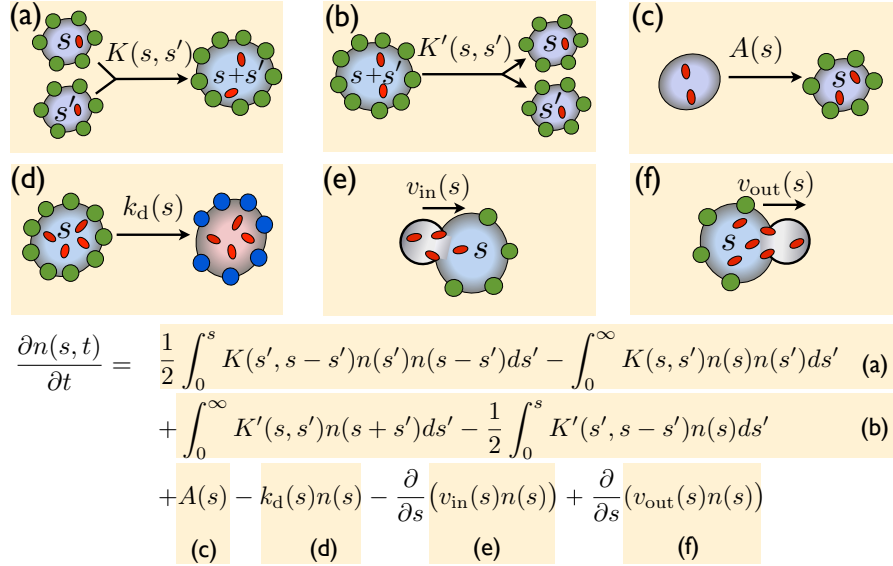 (a) (b) (c)
s K(s, s′) s+s′ s+s′ K′(s, s′) s A(s) s
s′ s′
(d) (e) (f)
s k_d(s) v_in(s) s v_out(s) s
∂n(s, t)/∂t = 1/2 ∫_0^s K(s′, s − s′)n(s′)n(s − s′)ds′ − ∫_0^∞ K(s, s′)n(s)n(s′)ds′ (a)
+ ∫_0^∞ K′(s, s′)n(s + s′)ds′ − 1/2 ∫_0^s K′(s′, s − s′)n(s)ds′ (b)
+A(s) − k_d(s)n(s) − ∂/∂s (v_in(s)n(s)) + ∂/∂s (v_out(s)n(s))
(c) (d) (e) (f)